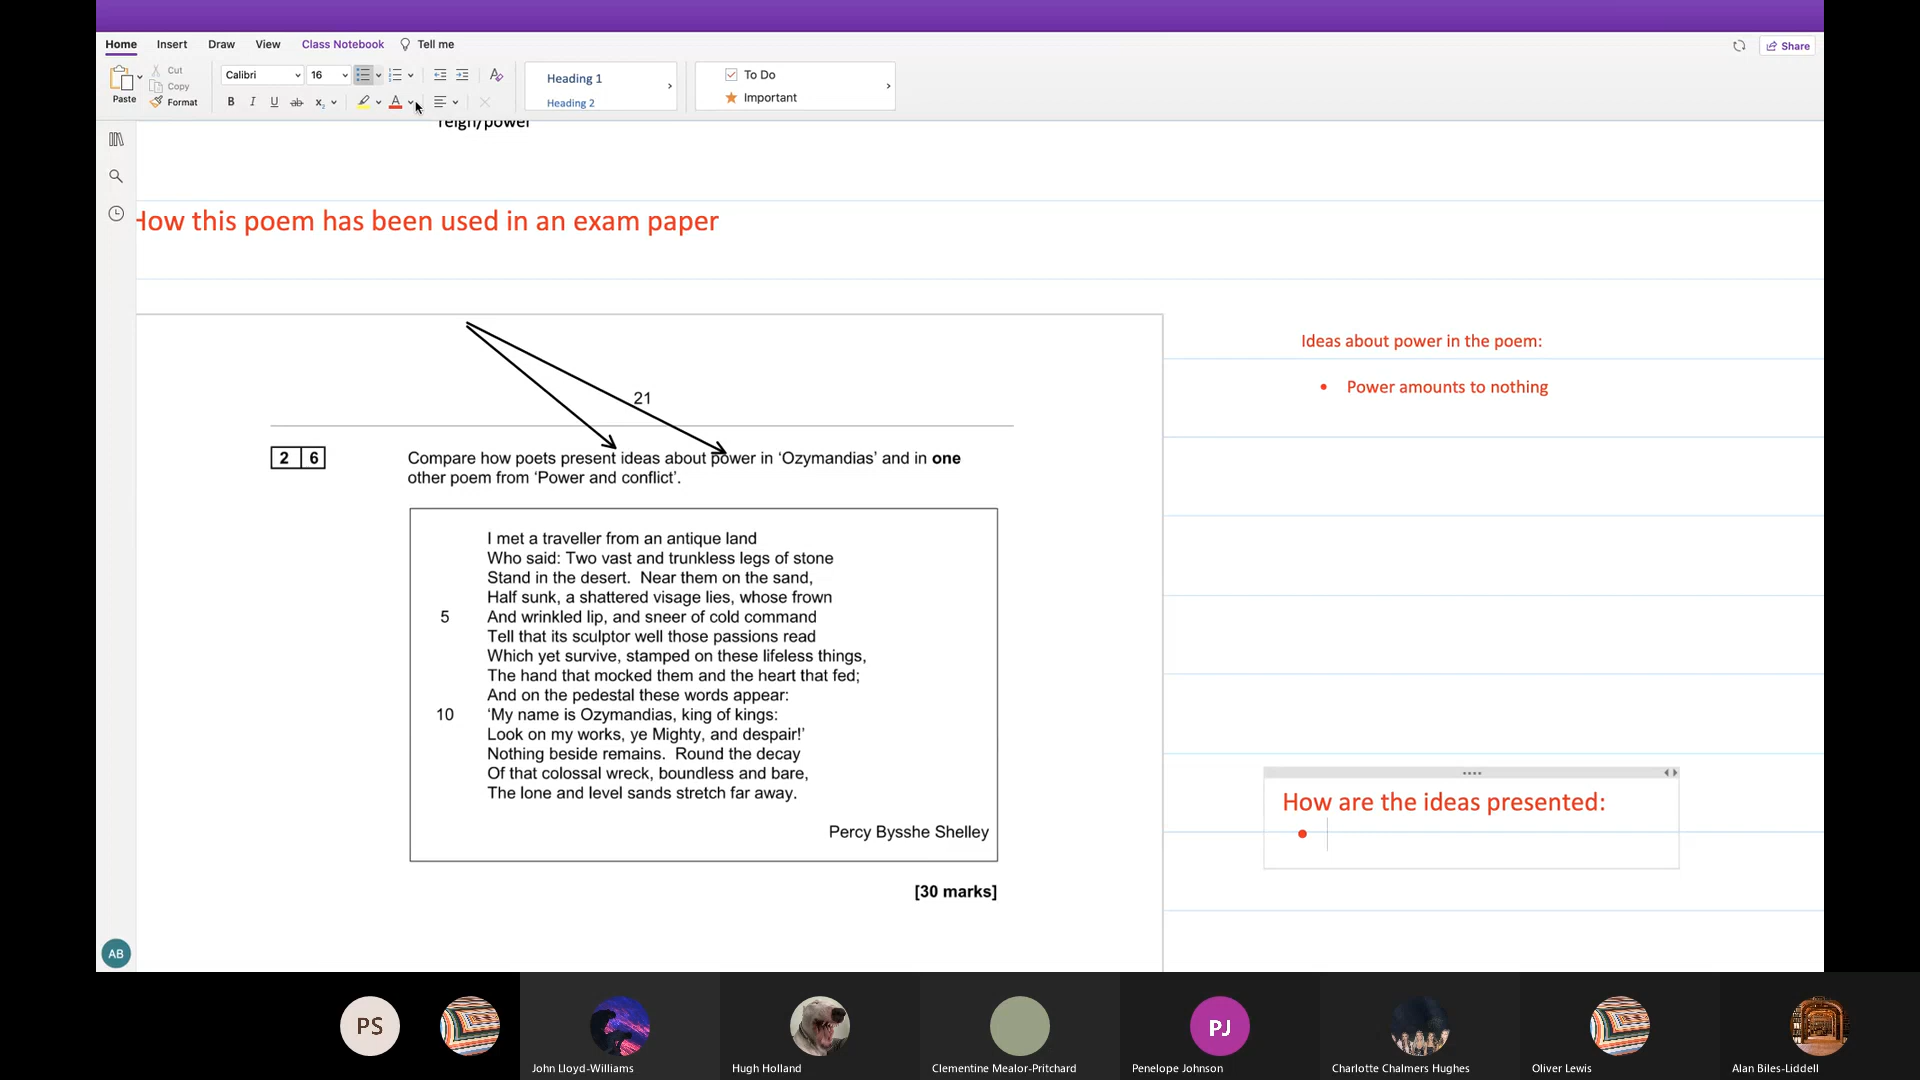 Home Insert Draw View Class Notebook Tell me
Share
Paste
Cut
Copy
Format
Calibri 16
B I U ab x₂ A
Heading 1
Heading 2
To Do
Important
reign/power
How this poem has been used in an exam paper
Ideas about power in the poem:
• Power amounts to nothing
21
2 6
Compare how poets present ideas about power in ‘Ozymandias’ and in one
other poem from ‘Power and conflict’.
I met a traveller from an antique land
Who said: Two vast and trunkless legs of stone
Stand in the desert. Near them on the sand,
Half sunk, a shattered visage lies, whose frown
5 And wrinkled lip, and sneer of cold command
Tell that its sculptor well those passions read
Which yet survive, stamped on these lifeless things,
The hand that mocked them and the heart that fed;
And on the pedestal these words appear:
10 ‘My name is Ozymandias, king of kings:
Look on my works, ye Mighty, and despair!’
Nothing beside remains. Round the decay
Of that colossal wreck, boundless and bare,
The lone and level sands stretch far away.
Percy Bysshe Shelley
[30 marks]
How are the ideas presented:
•
AB
PS
PJ
John Lloyd-Williams
Hugh Holland
Clementine Mealor-Pritchard
Penelope Johnson
Charlotte Chalmers Hughes
Oliver Lewis
Alan Biles-Liddell